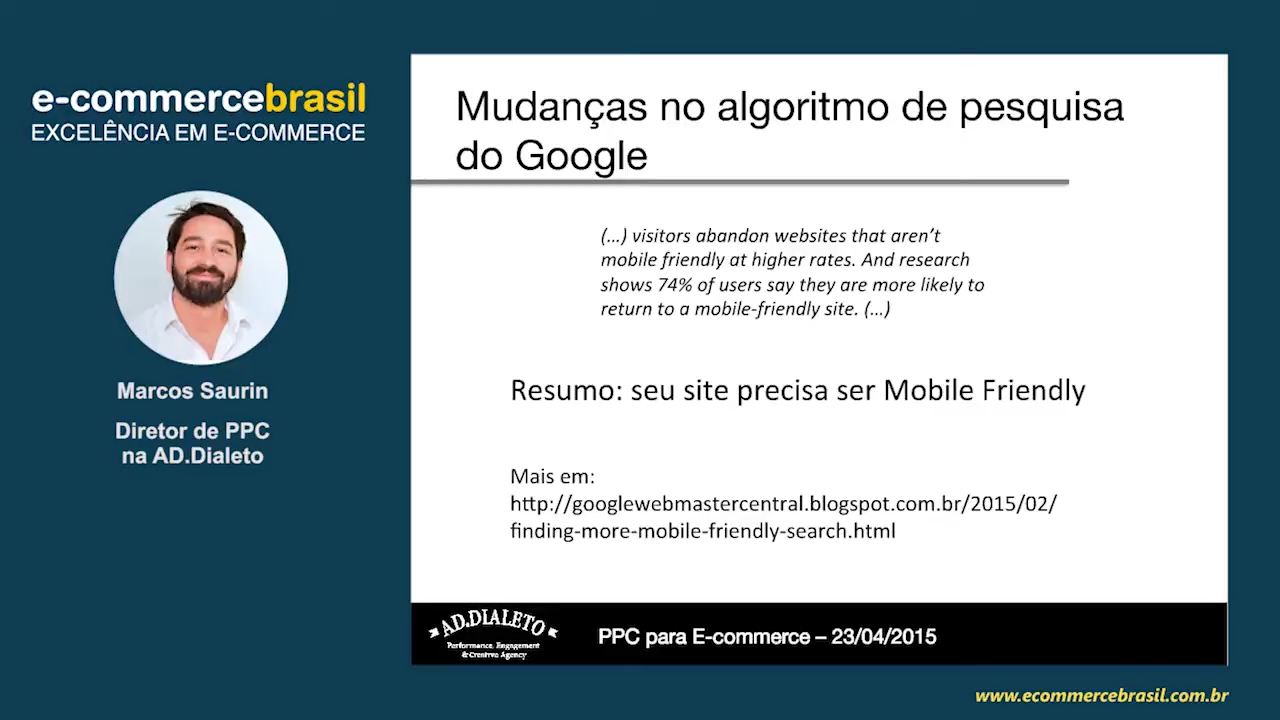 e-commercebrasil
EXCELÊNCIA EM E-COMMERCE
Marcos Saurin
Diretor de PPC
na AD.Dialeto
Mudanças no algoritmo de pesquisa
do Google
(...) visitors abandon websites that aren't
mobile friendly at higher rates. And research
shows 74% of users say they are more likely to
return to a mobile-friendly site. (...)
Resumo: seu site precisa ser Mobile Friendly
Mais em:
http://googlewebmastercentral.blogspot.com.br/2015/02/
finding-more-mobile-friendly-search.html
AD.DIALETO
Performance, Engagement
& Creative Agency
PPC para E-commerce – 23/04/2015
www.ecommercebrasil.com.br